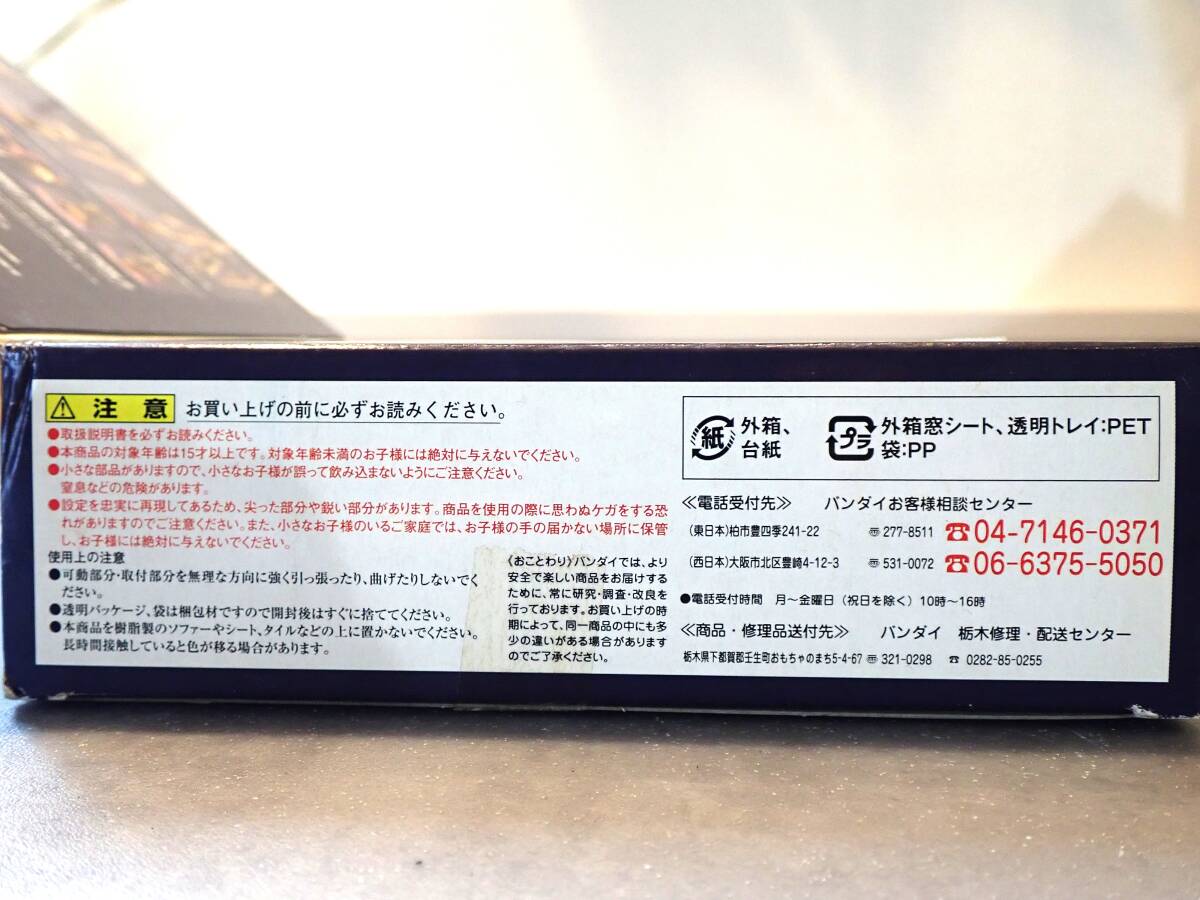 注意 お買い上げの前に必ずお読みください。
●取扱説明書を必ずお読みください。
●本商品の対象年齢は15才以上です。対象年齢未満のお子様には絶対に与えないでください。
●小さな部品がありますので、小さなお子様が誤って飲み込まないようにご注意ください。
窒息などの危険があります。
●設定を忠実に再現してあるため、尖った部分や鋭い部分があります。商品を使用の際に思わぬケガをする恐
れがありますのでご注意ください。また、小さなお子様のいるご家庭では、お子様の手の届かない場所に保管
し、お子様には絶対に与えないでください。
使用上の注意
●可動部分・取付部分を無理な方向に強く引っ張ったり、曲げたりしないでく
ださい。
●透明パッケージ、袋は梱包材ですので開封後はすぐに捨ててください。
●本商品を樹脂製のソファーやシート、タイルなどの上に置かないでください。
長時間接触していると色が移る場合があります。
〈おことわり〉バンダイでは、より
安全で楽しい商品をお届けする
ために、常に研究・調査・改良を
行っております。お買い上げの時
期によって、同一商品の中にも多
少の違いがある場合があります
のでご了承ください。
紙 外箱、
台紙
プラ 外箱窓シート、透明トレイ:PET
袋:PP
≪電話受付先≫ バンダイお客様相談センター
(東日本)柏市豊四季241-22 〠 277-8511 ☎04-7146-0371
(西日本)大阪市北区豊崎4-12-3 〠 531-0072 ☎06-6375-5050
●電話受付時間 月〜金曜日(祝日を除く)10時〜16時
≪商品・修理品送付先≫ バンダイ 栃木修理・配送センター
栃木県下都賀郡壬生町おもちゃのまち5-4-67 〠 321-0298 ☎ 0282-85-0255